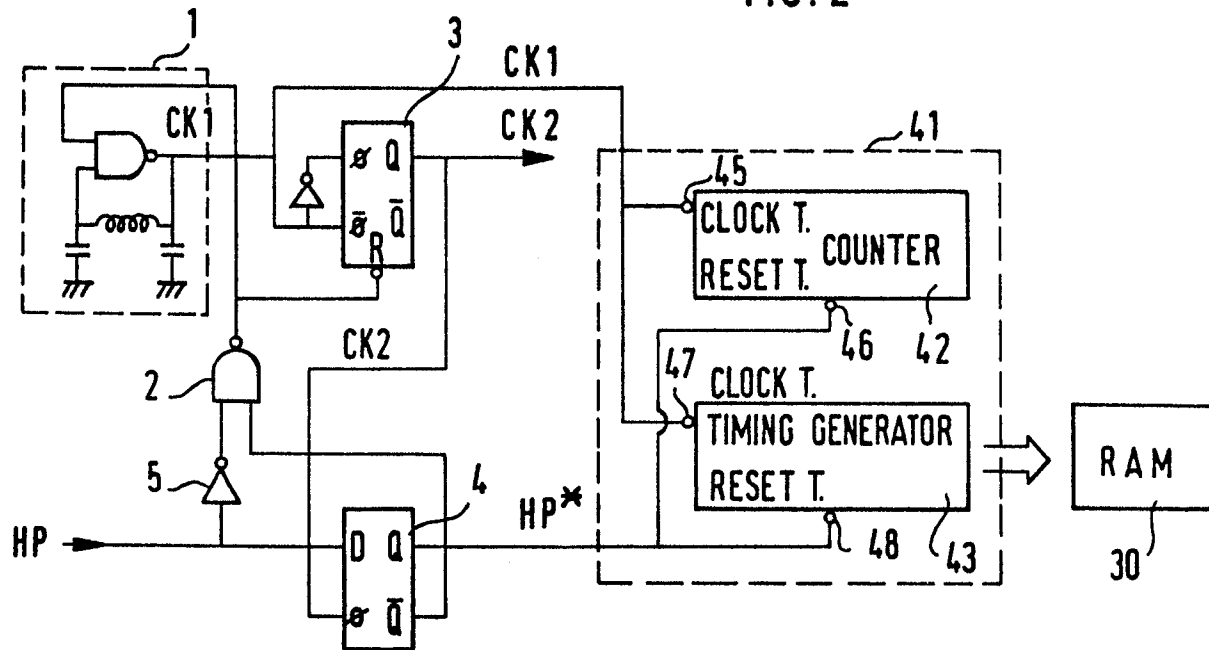 FIG. 2
1
3
CK1
CK1
CK2
41
ø Q
45
CLOCK T.
COUNTER
ø̅ Q̅
RESET T.
R
46
42
CK2
47
2
CLOCK T.
TIMING GENERATOR
RAM
5
4
HP*
RESET T.
HP
D Q
48
43
30
ø Q̅